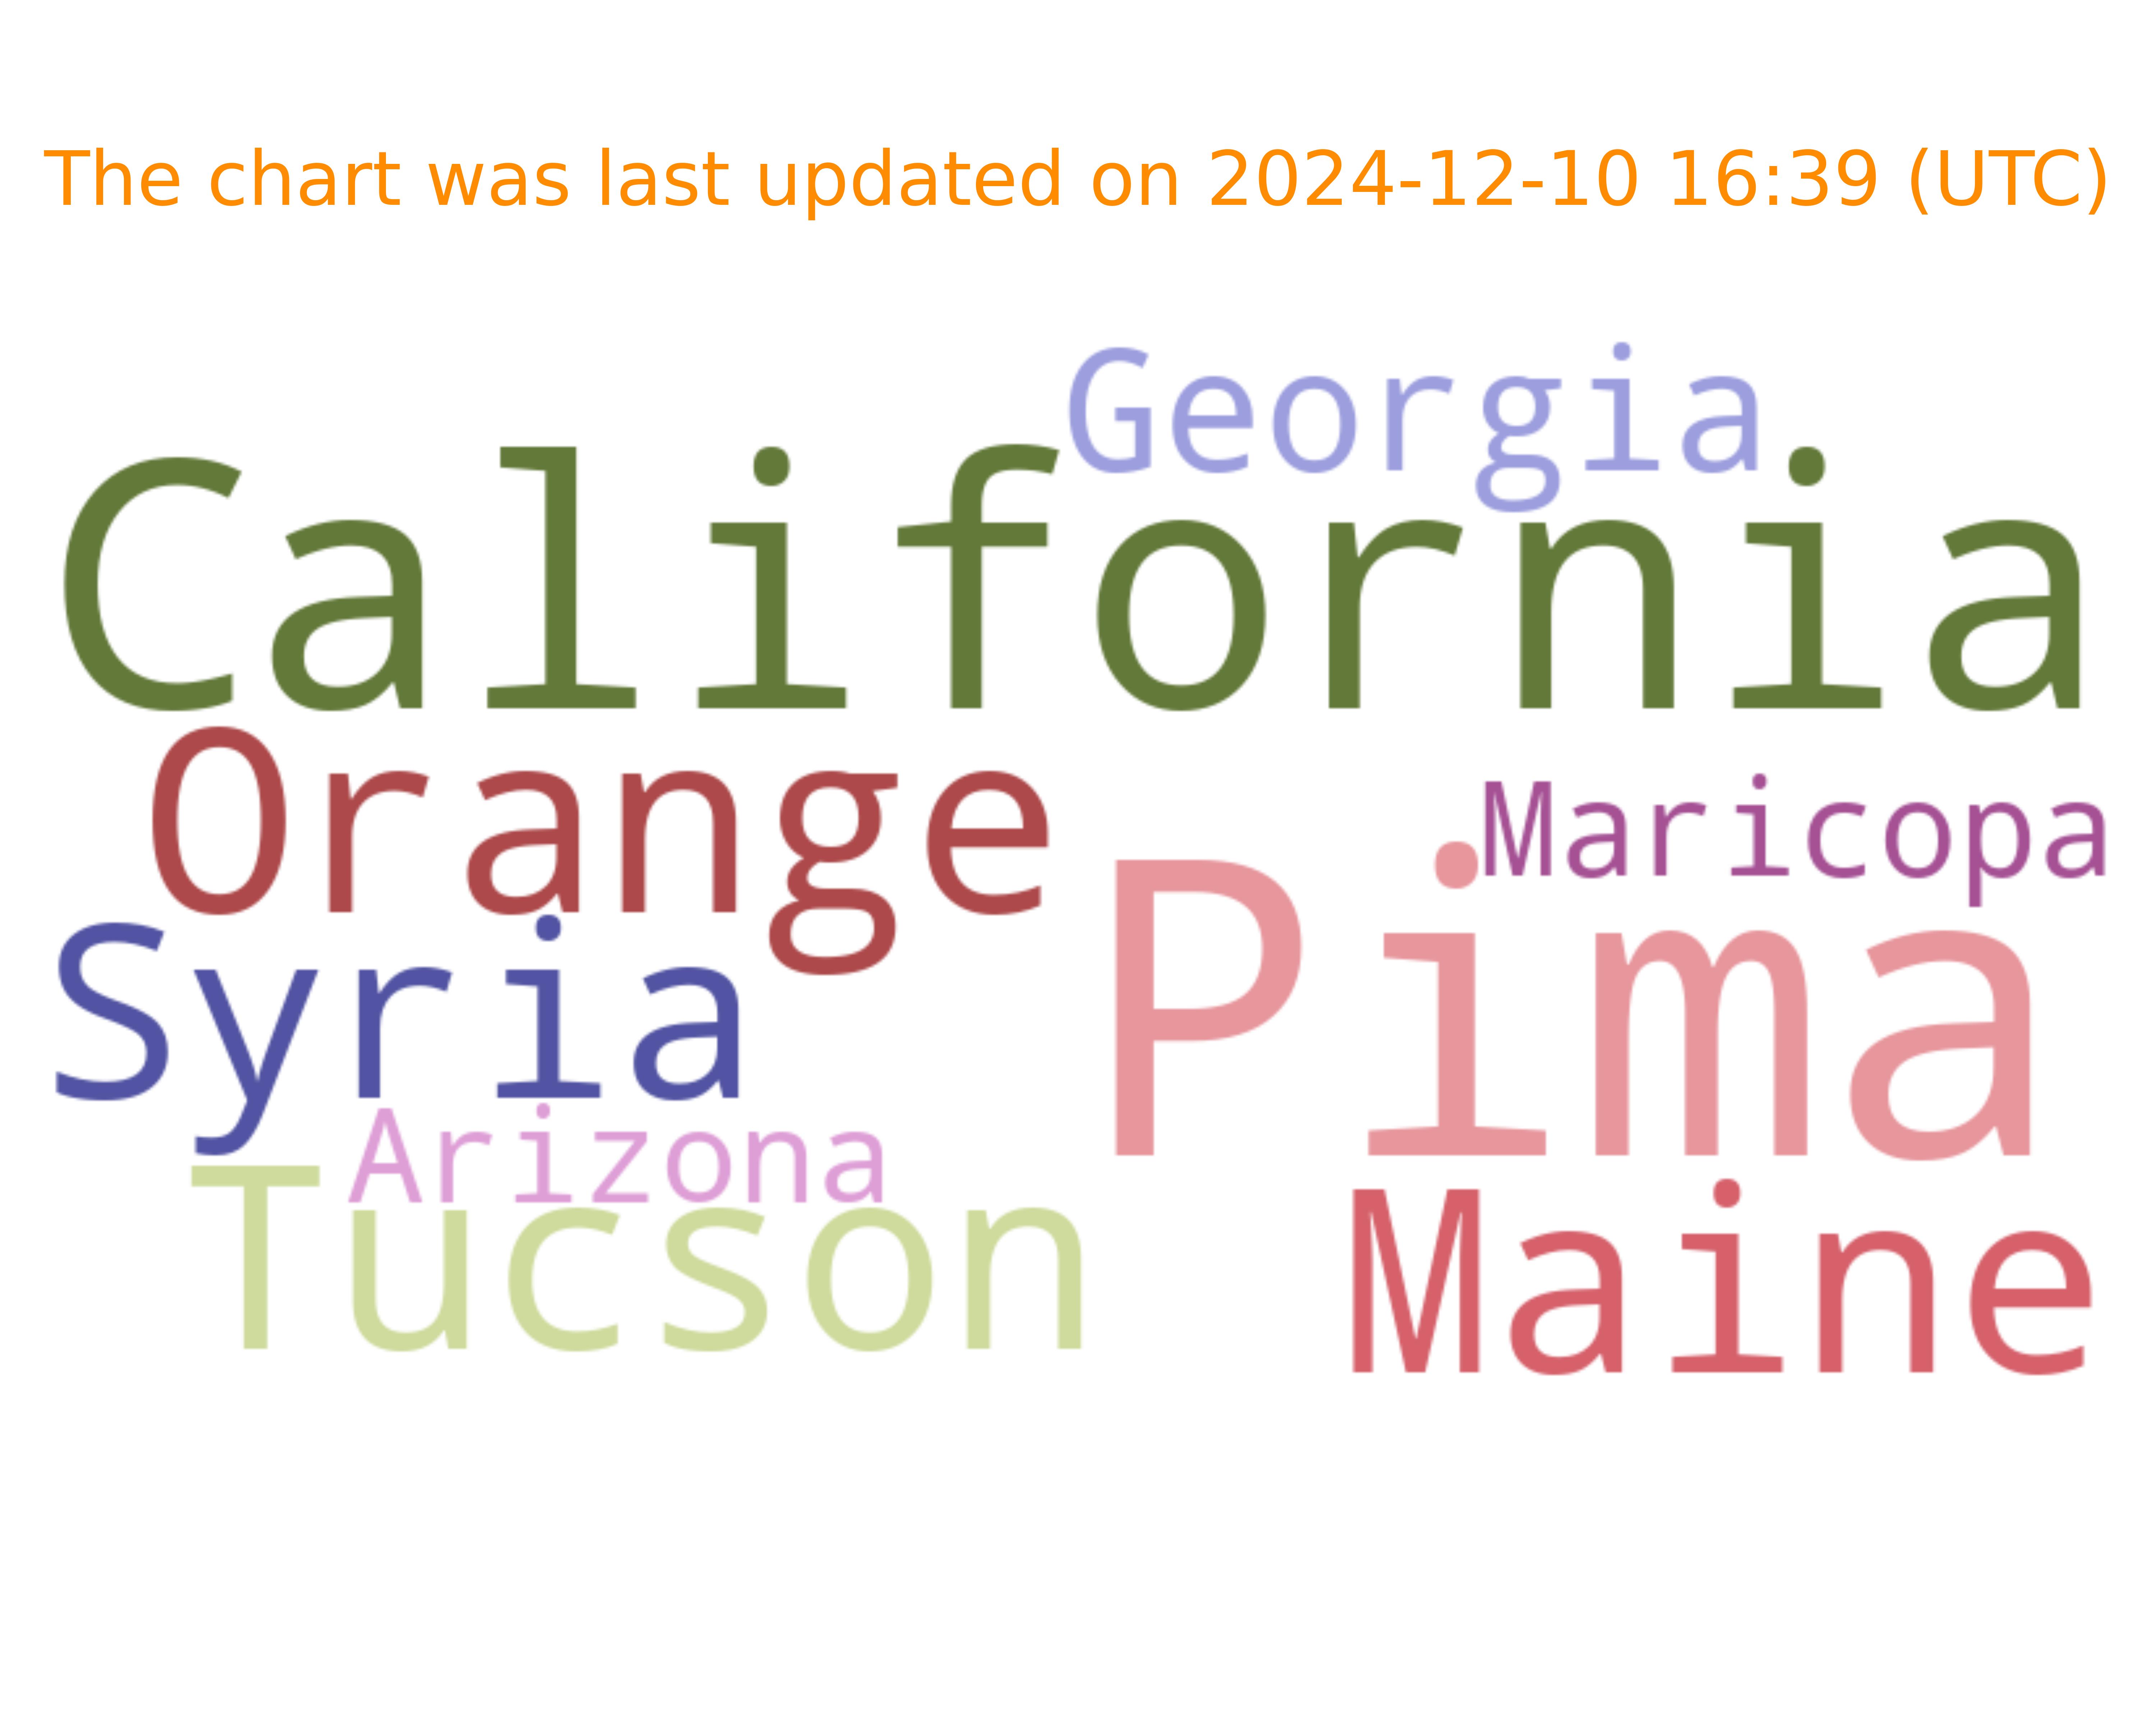 The chart was last updated on 2024-12-10 16:39 (UTC)
Georgia
California
Orange
Maricopa
Pima
Syria
Arizona
Tucson
Maine